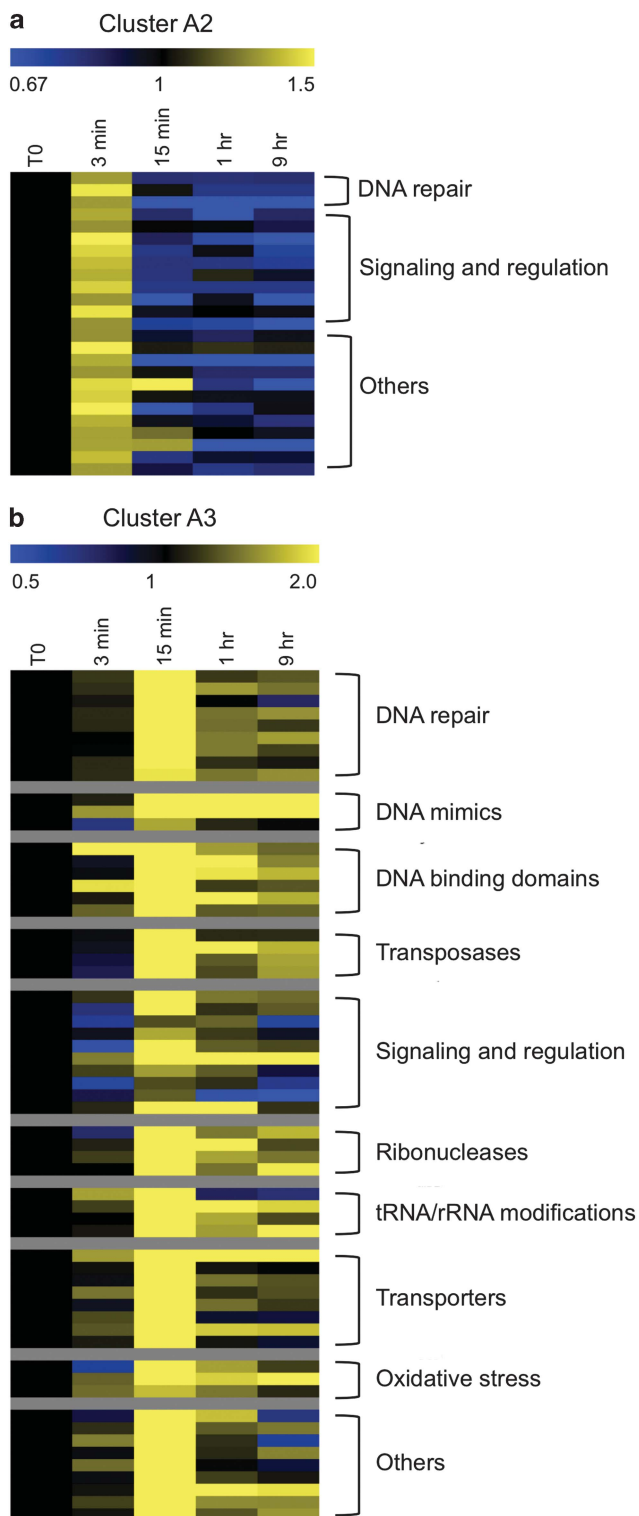 a
Cluster A2
0.67 1 1.5
T0 3 min 15 min 1 hr 9 hr
DNA repair
Signaling and regulation
Others
b
Cluster A3
0.5 1 2.0
T0 3 min 15 min 1 hr 9 hr
DNA repair
DNA mimics
DNA binding domains
Transposases
Signaling and regulation
Ribonucleases
tRNA/rRNA modifications
Transporters
Oxidative stress
Others